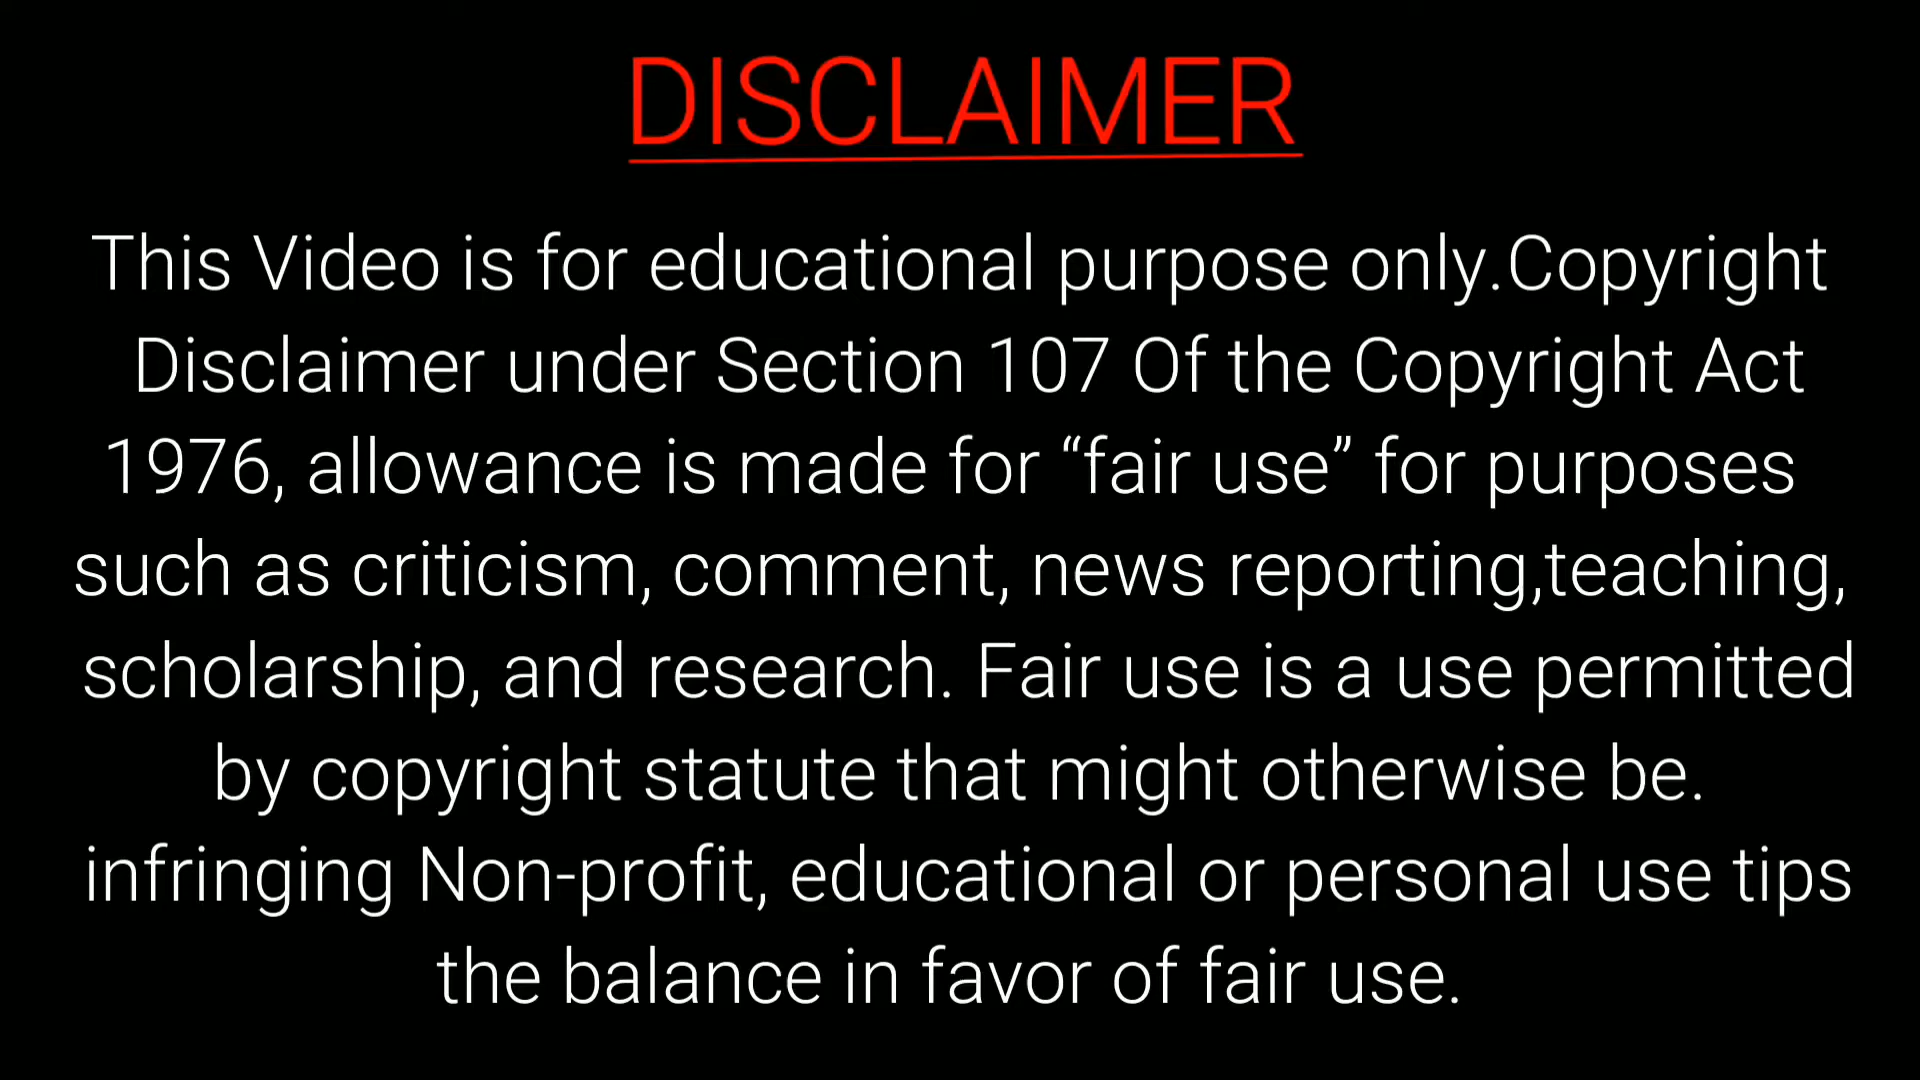 DISCLAIMER
This Video is for educational purpose only.Copyright
Disclaimer under Section 107 Of the Copyright Act
1976, allowance is made for “fair use” for purposes
such as criticism, comment, news reporting,teaching,
scholarship, and research. Fair use is a use permitted
by copyright statute that might otherwise be.
infringing Non-profit, educational or personal use tips
the balance in favor of fair use.